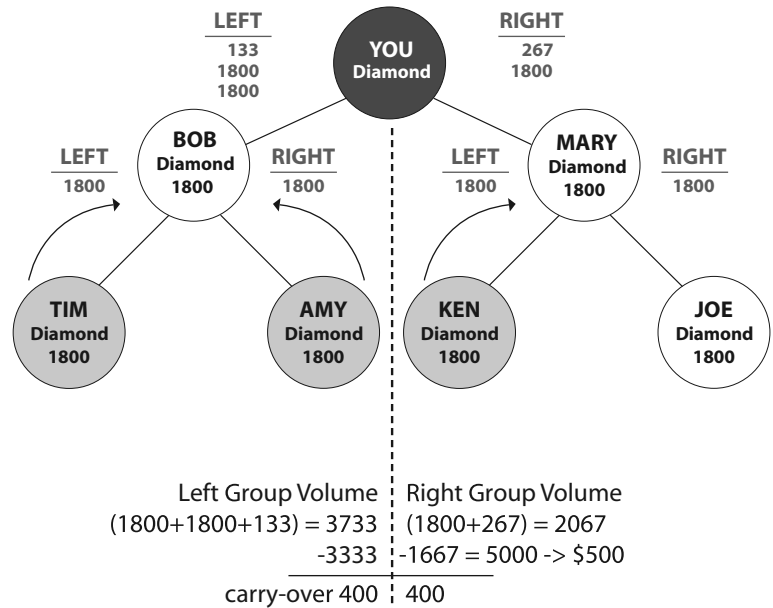 LEFT
133
1800
1800
YOU
Diamond
RIGHT
267
1800
LEFT
1800
BOB
Diamond
1800
RIGHT
1800
LEFT
1800
MARY
Diamond
1800
RIGHT
1800
TIM
Diamond
1800
AMY
Diamond
1800
KEN
Diamond
1800
JOE
Diamond
1800
Left Group Volume
(1800+1800+133) = 3733
-3333
carry-over 400
Right Group Volume
(1800+267) = 2067
-1667 = 5000 -> $500
400